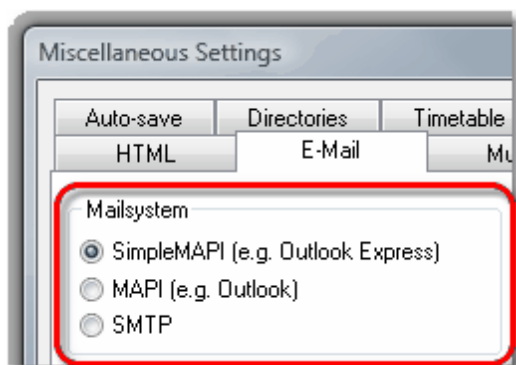 Miscellaneous Settings
Auto-save Directories Timetable
HTML E-Mail
Mailsystem
SimpleMAPI (e.g. Outlook Express)
MAPI (e.g. Outlook)
SMTP